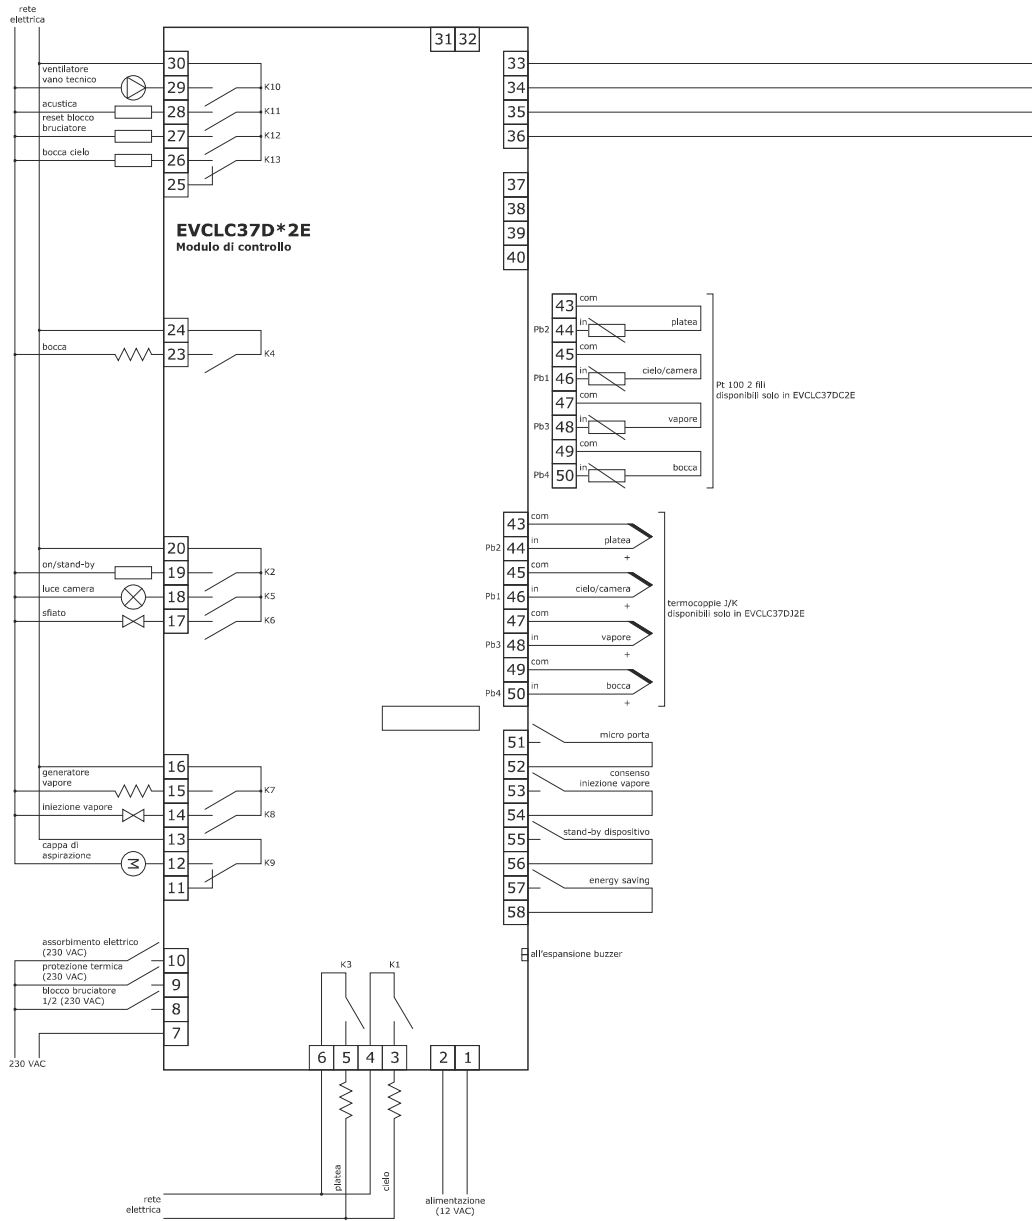 rete
elettrica
31 32
30
33
ventilatore
vano tecnico
29
K10
34
acustica
28
K11
35
reset blocco
bruciatore
27
K12
36
bocca cielo
26
K13
25
37
38
39
40
EVCLC37D*2E
Modulo di controllo
43 com
24
Pb2 44 in platea
bocca
23
K4
45 com
Pb1 46 in cielo/camera
47 com
Pb3 48 in vapore
49 com
Pb4 50 in bocca
Pt 100 2 fili
disponibili solo in EVCLC37DC2E
43 com
20
Pb2 44 in platea
+
on/stand-by
19
K2
45 com
luce camera
18
K5
Pb1 46 in cielo/camera
+
sfiato
17
K6
47 com
Pb3 48 in vapore
+
49 com
Pb4 50 in bocca
+
termocoppie J/K
disponibili solo in EVCLC37DJ2E
51 micro porta
16
52
generatore
vapore
15
K7
53 consenso
iniezione vapore
iniezione vapore
14
K8
54
13
55 stand-by dispositivo
cappa di
aspirazione
M
12
K9
56
11
57 energy saving
58
assorbimento elettrico
(230 VAC)
10
all'espansione buzzer
protezione termica
(230 VAC)
9
blocco bruciatore
1/2 (230 VAC)
8
7
230 VAC
K3
K1
6 5 4 3 2 1
platea
cielo
rete
elettrica
alimentazione
(12 VAC)